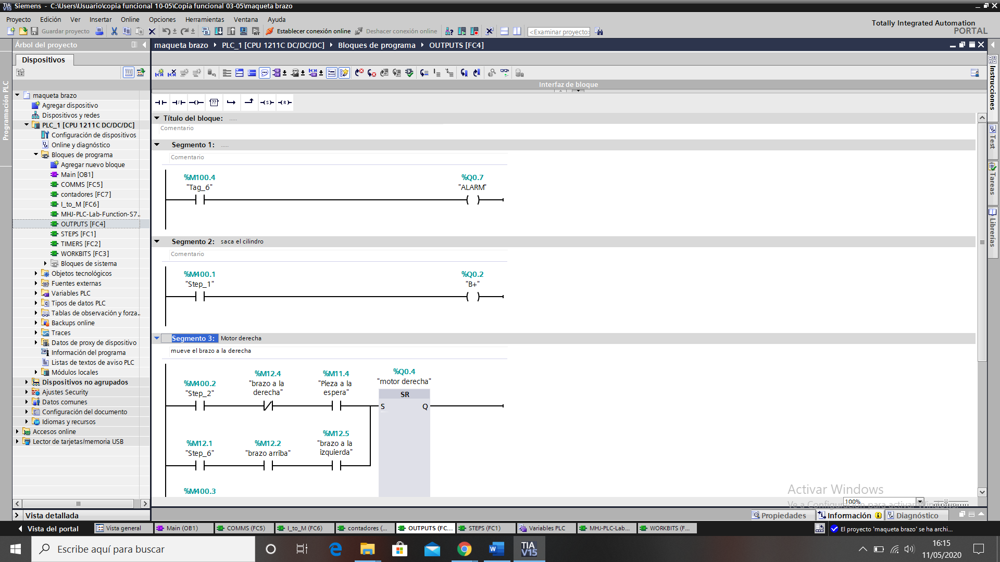 Siemens - C:\Users\Usuario\copia funcional 10-05\Copia funcional 03-05\maqueta brazo
Proyecto Edición Ver Insertar Online Opciones Herramientas Ventana Ayuda
Totally Integrated Automation
PORTAL
Guardar proyecto
Establecer conexión online
Deshacer conexión online
<Examinar proyecto>
Árbol del proyecto
maqueta brazo PLC_1 [CPU 1211C DC/DC/DC] Bloques de programa OUTPUTS [FC4]
Dispositivos
Programación PLC
maqueta brazo
Agregar dispositivo
Dispositivos y redes
PLC_1 [CPU 1211C DC/DC/DC]
Configuración de dispositivos
Online y diagnóstico
Bloques de programa
Agregar nuevo bloque
Main [OB1]
COMMS [FC5]
contadores [FC7]
I_to_M [FC6]
MHJ-PLC-Lab-Function-S7..
OUTPUTS [FC4]
STEPS [FC1]
TIMERS [FC2]
WORKBITS [FC3]
Bloques de sistema
Objetos tecnológicos
Fuentes externas
Variables PLC
Tipos de datos PLC
Tablas de observación y forza..
Backups online
Traces
Datos de proxy de dispositivo
Información del programa
Listas de textos de aviso PLC
Módulos locales
Dispositivos no agrupados
Ajustes Security
Datos comunes
Configuración del documento
Idiomas y recursos
Accesos online
Lector de tarjetas/memoria USB
Vista detallada
Interfaz de bloque
Título del bloque: .....
Comentario
Segmento 1: .....
Comentario
%M100.4
"Tag_6"
%Q0.7
"ALARM"
Segmento 2: saca el cilindro
Comentario
%M400.1
"Step_1"
%Q0.2
"B+"
Segmento 3: Motor derecha
mueve el brazo a la derecha
%M400.2
"Step_2"
%M12.4
"brazo a la
derecha"
%M11.4
"Pieza a la
espera"
%Q0.4
"motor derecha"
SR
S Q
%M12.1
"Step_6"
%M12.2
"brazo arriba"
%M12.5
"brazo a la
izquierda"
%M400.3
Instrucciones
Test
Tareas
Librerías
Activar Windows
Ve a Configuración para activar Windows.
100%
Propiedades Información Diagnóstico
Vista del portal
Vista general
Main (OB1)
COMMS (FC5)
I_to_M (FC6)
contadores (...
OUTPUTS (FC...
STEPS (FC1)
Variables PLC
MHJ-PLC-Lab...
WORKBITS (F...
El proyecto 'maqueta brazo' se ha archi...
Escribe aquí para buscar
TIA
V15
16:15
11/05/2020